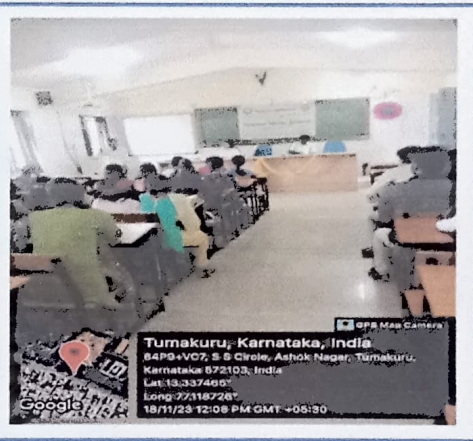 GPS Map Camera
Tumakuru, Karnataka, India
84P9+VC7, S S Circle, Ashok Nagar, Tumakuru,
Karnataka 572103, India
Lat 13.337465°
Long 77.118726°
18/11/23 12:08 PM GMT +05:30
Google